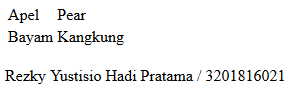 Apel Pear
Bayam Kangkung
Rezky Yustisio Hadi Pratama / 3201816021